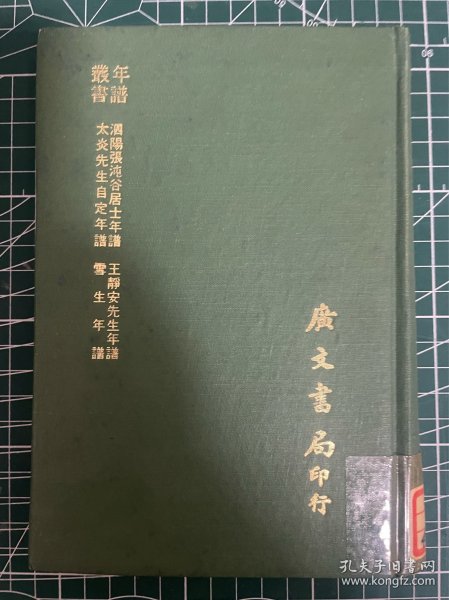 年譜
叢書
泗陽張沌谷居士年譜 王靜安先生年譜
太炎先生自定年譜 雪生年譜
廣文書局印行
孔夫子旧书网
www.kongfz.com